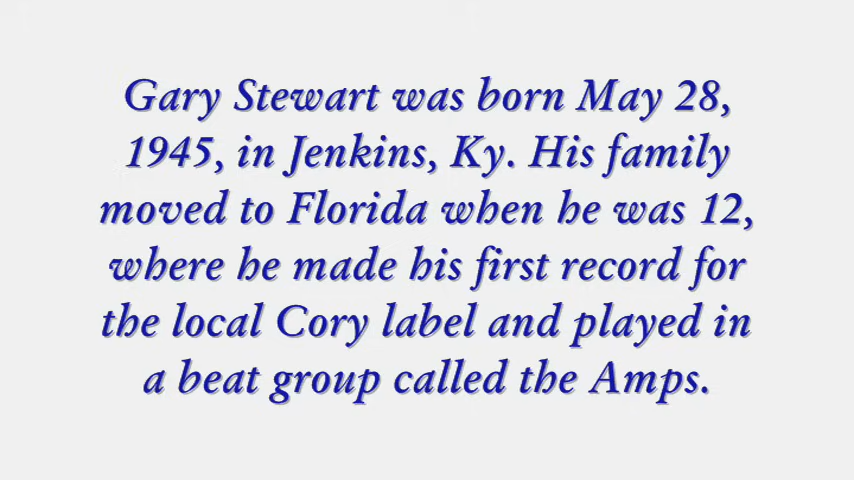 Gary Stewart was born May 28,
1945, in Jenkins, Ky. His family
moved to Florida when he was 12,
where he made his first record for
the local Cory label and played in
a beat group called the Amps.